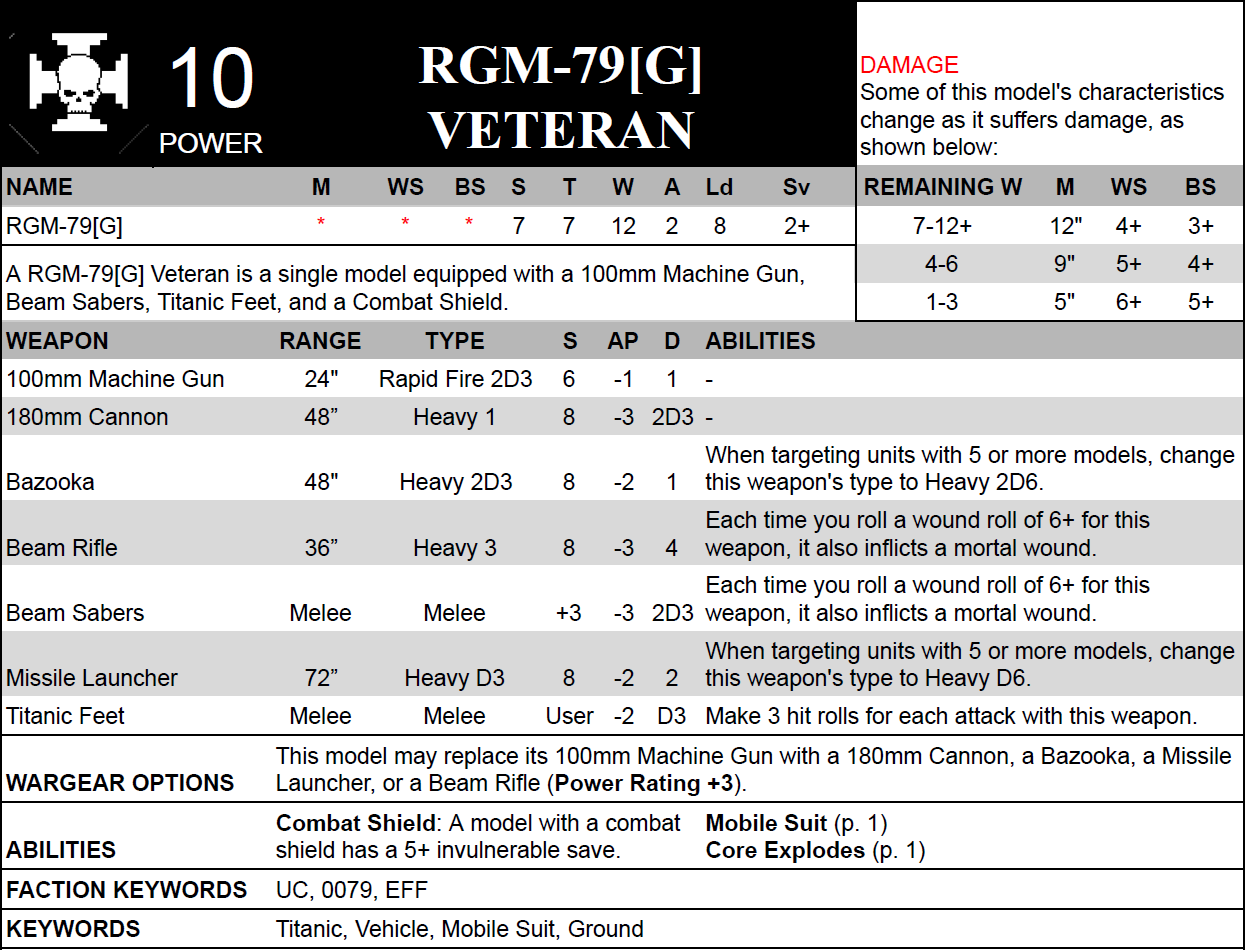 10
POWER
RGM-79[G]
VETERAN
DAMAGE
Some of this model's characteristics
change as it suffers damage, as
shown below:
NAME M WS BS S T W A Ld Sv
RGM-79[G] * * * 7 7 12 2 8 2+
A RGM-79[G] Veteran is a single model equipped with a 100mm Machine Gun,
Beam Sabers, Titanic Feet, and a Combat Shield.
REMAINING W M WS BS
7-12+ 12" 4+ 3+
4-6 9" 5+ 4+
1-3 5" 6+ 5+
WEAPON RANGE TYPE S AP D ABILITIES
100mm Machine Gun 24" Rapid Fire 2D3 6 -1 1 -
180mm Cannon 48” Heavy 1 8 -3 2D3 -
When targeting units with 5 or more models, change
Bazooka 48" Heavy 2D3 8 -2 1 this weapon's type to Heavy 2D6.
Each time you roll a wound roll of 6+ for this
Beam Rifle 36” Heavy 3 8 -3 4 weapon, it also inflicts a mortal wound.
Each time you roll a wound roll of 6+ for this
Beam Sabers Melee Melee +3 -3 2D3 weapon, it also inflicts a mortal wound.
When targeting units with 5 or more models, change
Missile Launcher 72” Heavy D3 8 -2 2 this weapon's type to Heavy D6.
Titanic Feet Melee Melee User -2 D3 Make 3 hit rolls for each attack with this weapon.
This model may replace its 100mm Machine Gun with a 180mm Cannon, a Bazooka, a Missile
WARGEAR OPTIONS Launcher, or a Beam Rifle (Power Rating +3).
Combat Shield: A model with a combat Mobile Suit (p. 1)
ABILITIES shield has a 5+ invulnerable save. Core Explodes (p. 1)
FACTION KEYWORDS UC, 0079, EFF
KEYWORDS Titanic, Vehicle, Mobile Suit, Ground